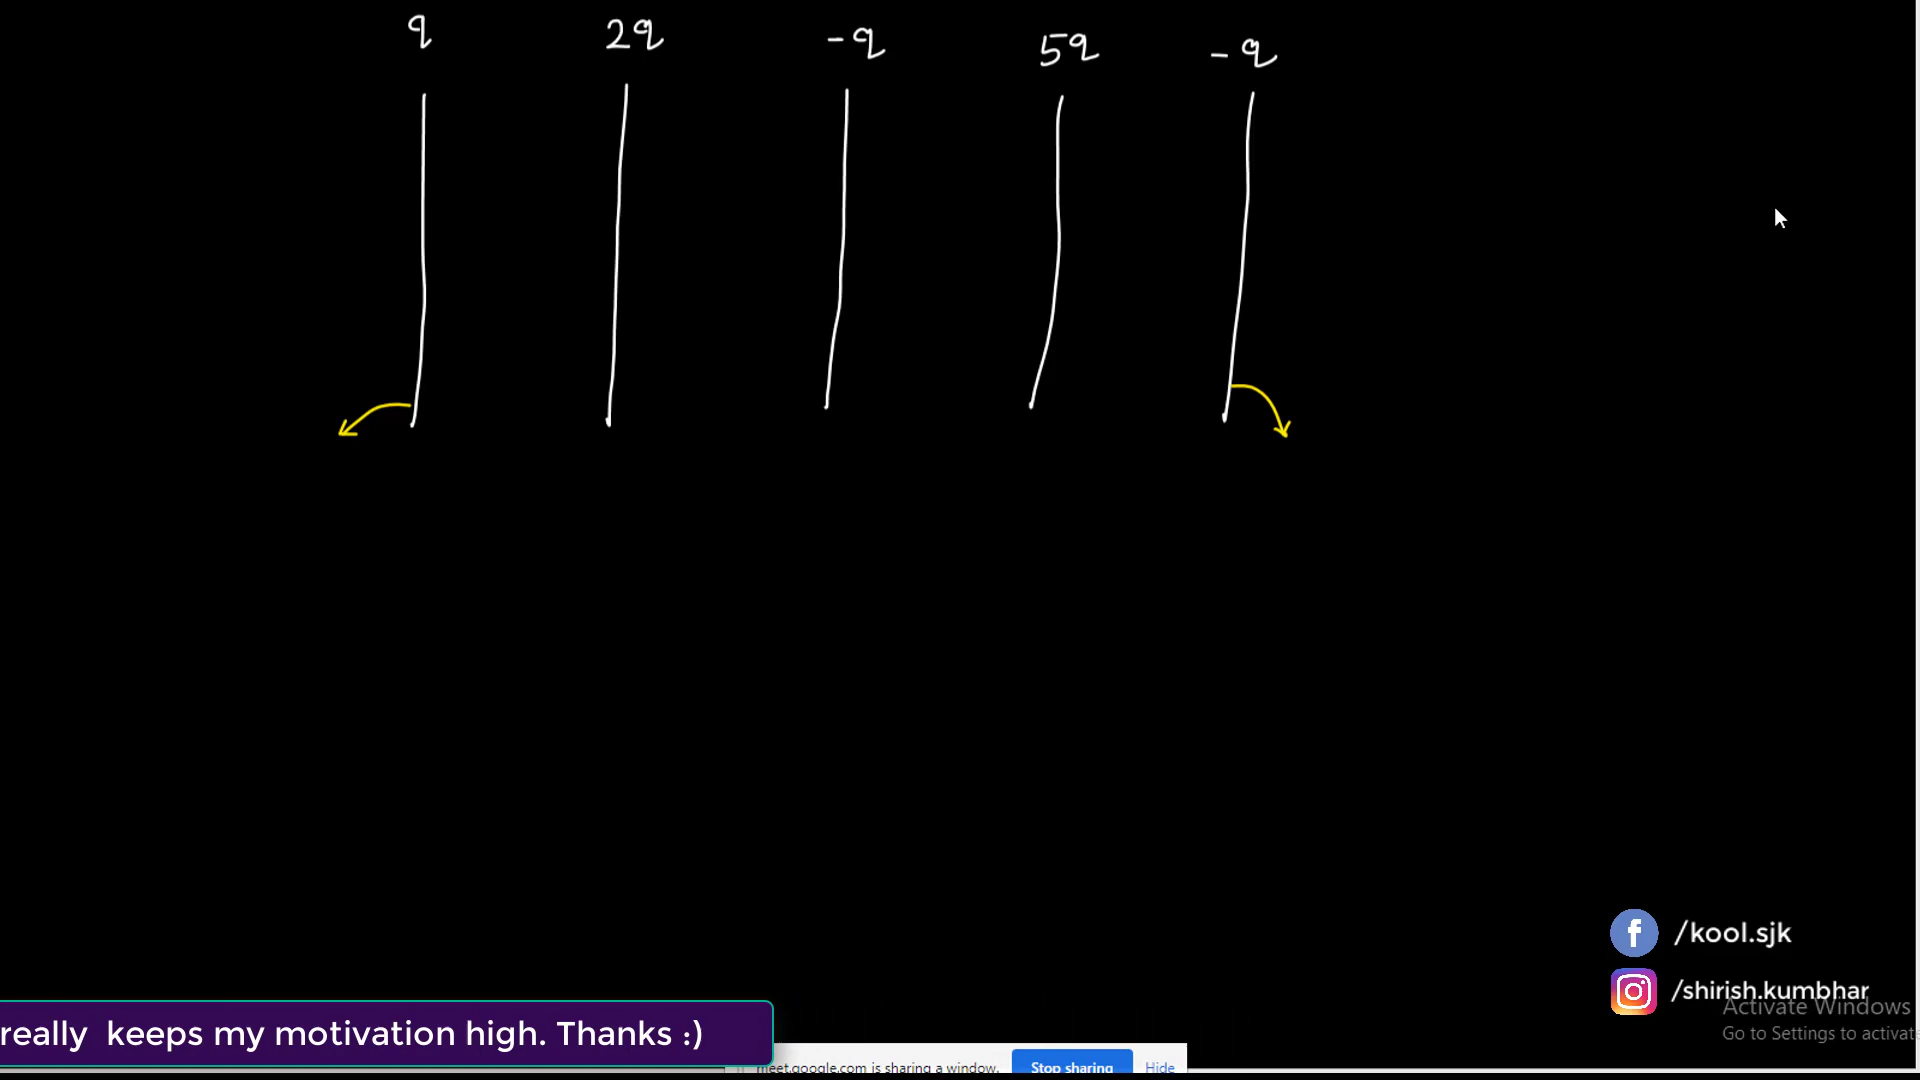 q 2q -q 5q -q
/kool.sjk
/shirish.kumbhar
Activate Windows
Go to Settings to activat
really keeps my motivation high. Thanks :)
meet.google.com is sharing a window. Stop sharing Hide